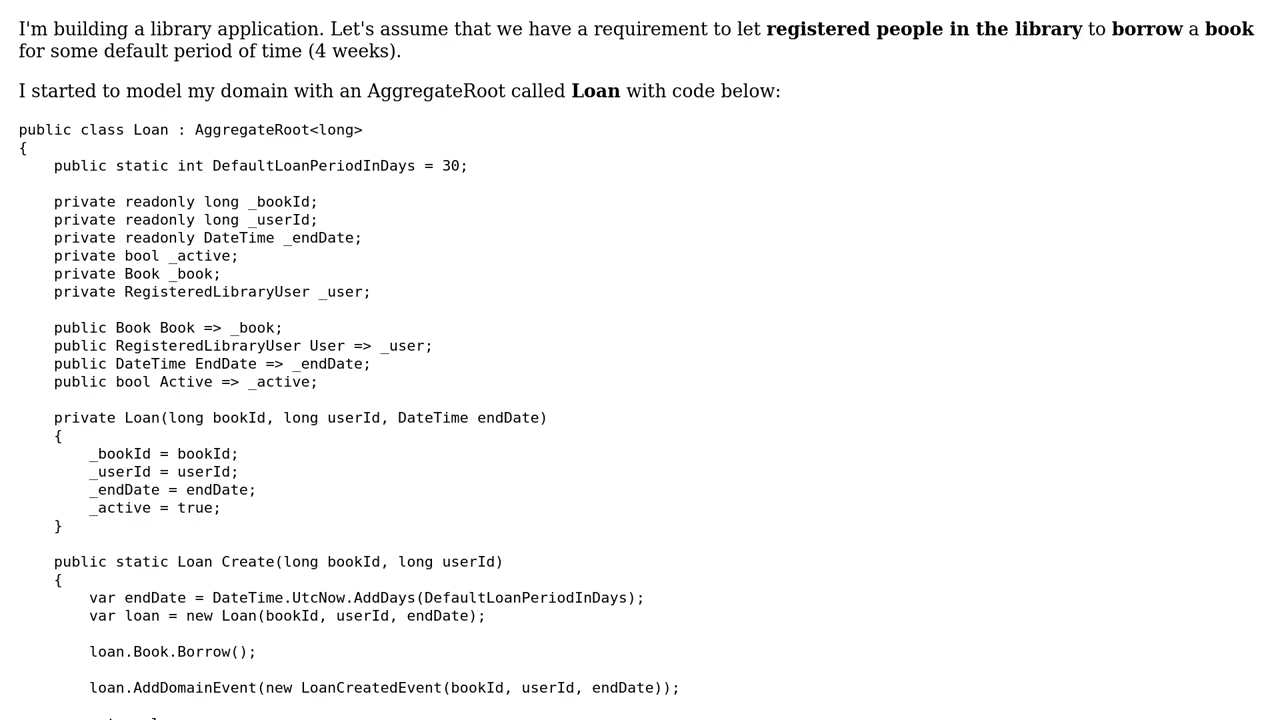 I'm building a library application. Let's assume that we have a requirement to let registered people in the library to borrow a book
for some default period of time (4 weeks).
I started to model my domain with an AggregateRoot called Loan with code below:
public class Loan : AggregateRoot<long>
{
    public static int DefaultLoanPeriodInDays = 30;
    private readonly long _bookId;
    private readonly long _userId;
    private readonly DateTime _endDate;
    private bool _active;
    private Book _book;
    private RegisteredLibraryUser _user;
    public Book Book => _book;
    public RegisteredLibraryUser User => _user;
    public DateTime EndDate => _endDate;
    public bool Active => _active;
    private Loan(long bookId, long userId, DateTime endDate)
    {
        _bookId = bookId;
        _userId = userId;
        _endDate = endDate;
        _active = true;
    }
    public static Loan Create(long bookId, long userId)
    {
        var endDate = DateTime.UtcNow.AddDays(DefaultLoanPeriodInDays);
        var loan = new Loan(bookId, userId, endDate);
        loan.Book.Borrow();
        loan.AddDomainEvent(new LoanCreatedEvent(bookId, userId, endDate));